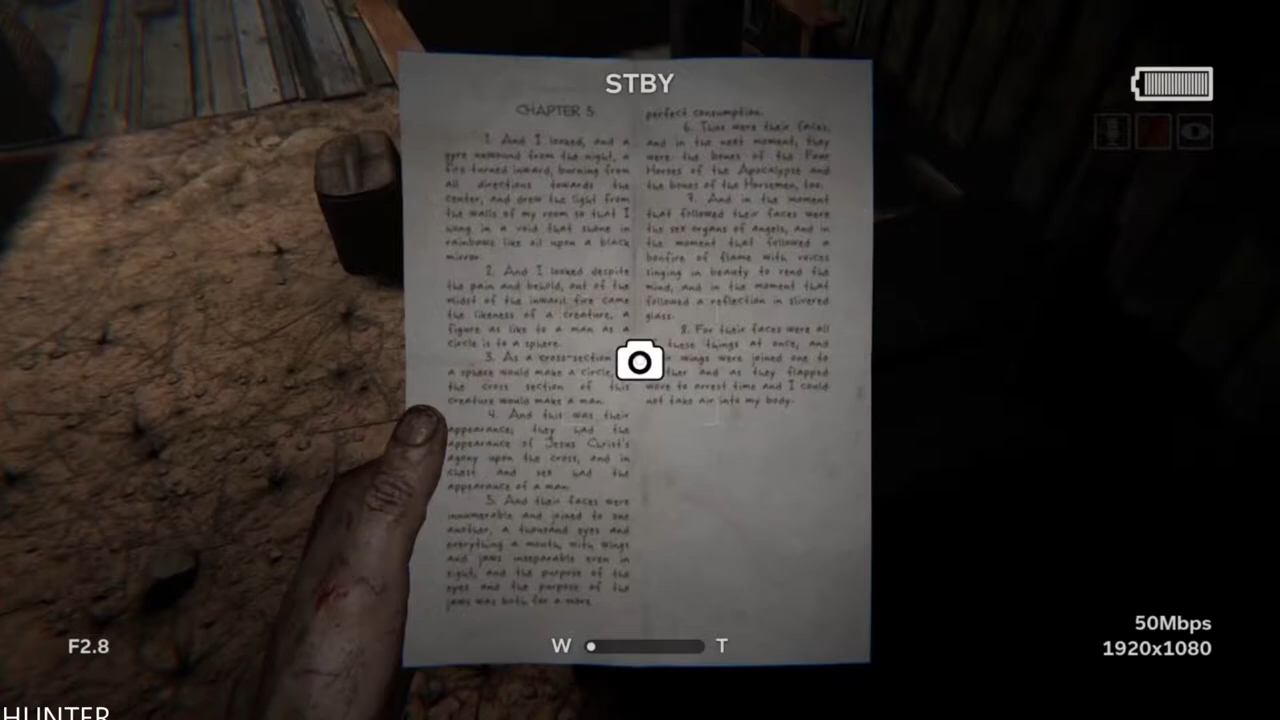 STBY
CHAPTER 5
1. And I looked, and a
gyre unwound from the night, a
fire turned inward, burning from
all directions towards the
center, and drew the light from
the walls of my room so that I
hung in a void that shone in
rainbows like oil upon a black
mirror.
2. And I looked despite
the pain and behold, out of the
midst of the inward fire came
the likeness of a creature, a
figure as like to a man as a
circle is to a sphere.
3. As a cross-section
a sphere would make a circle,
the cross section of this
creature would make a man.
4. And this was their
appearance; they had the
appearance of Jesus Christ's
agony upon the cross, and in
chest and sex had the
appearance of a man.
5. And their faces were
innumerable and joined to one
another, a thousand eyes and
everything a mouth, with wings
and jaws inseparable even in
sight, and the purpose of the
eyes and the purpose of the
jaws was both for a more
perfect consumption.
6. Thus were their faces,
and in the next moment, they
were the bones of the Four
Horses of the Apocalypse and
the bones of the Horsemen, too.
7. And in the moment
that followed their faces were
the sex organs of angels, and in
the moment that followed a
bonfire of flame with voices
singing in beauty to rend the
mind, and in the moment that
followed a reflection in slivered
glass.
8. For their faces were all
these things at once, and
wings were joined one to
ther and as they flapped
wore to arrest time and I could
not take air into my body.
F2.8
W T
50Mbps
1920x1080
HUNTER